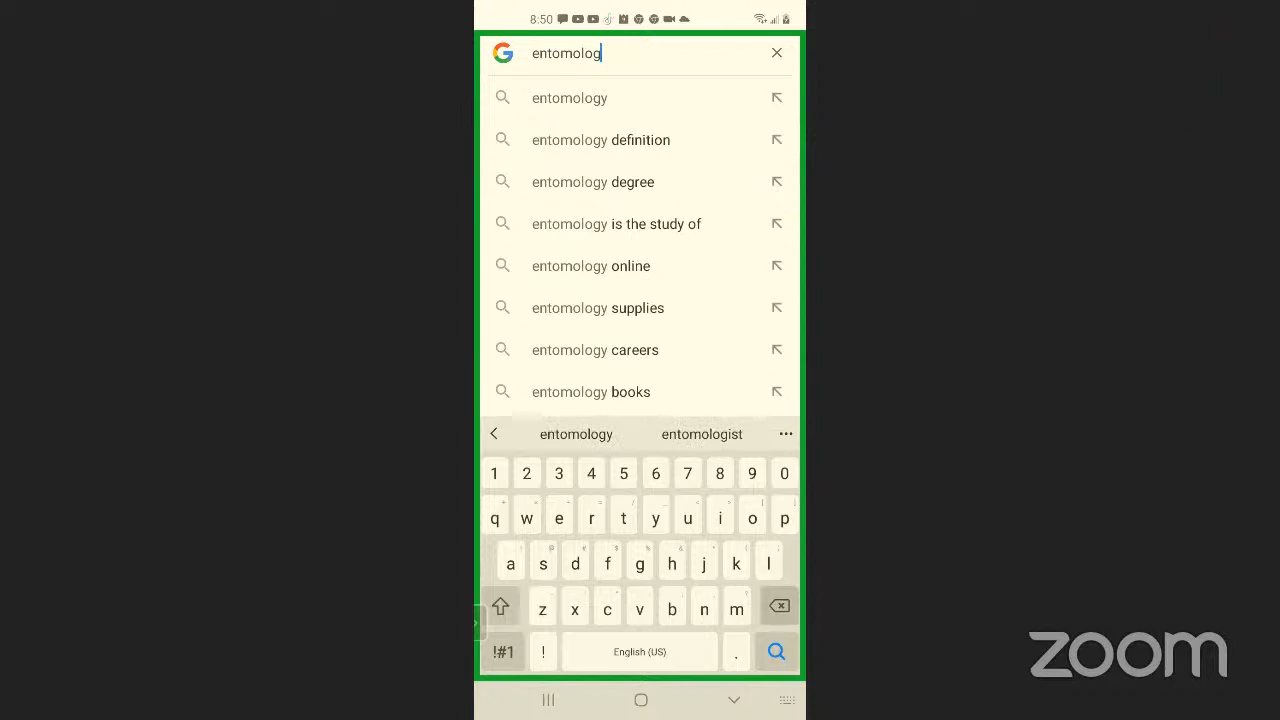 8:50
entomolog
entomology
entomology definition
entomology degree
entomology is the study of
entomology online
entomology supplies
entomology careers
entomology books
entomology entomologist
1 2 3 4 5 6 7 8 9 0
q w e r t y u i o p
a s d f g h j k l
z x c v b n m
!#1 ! English (US) .
zoom